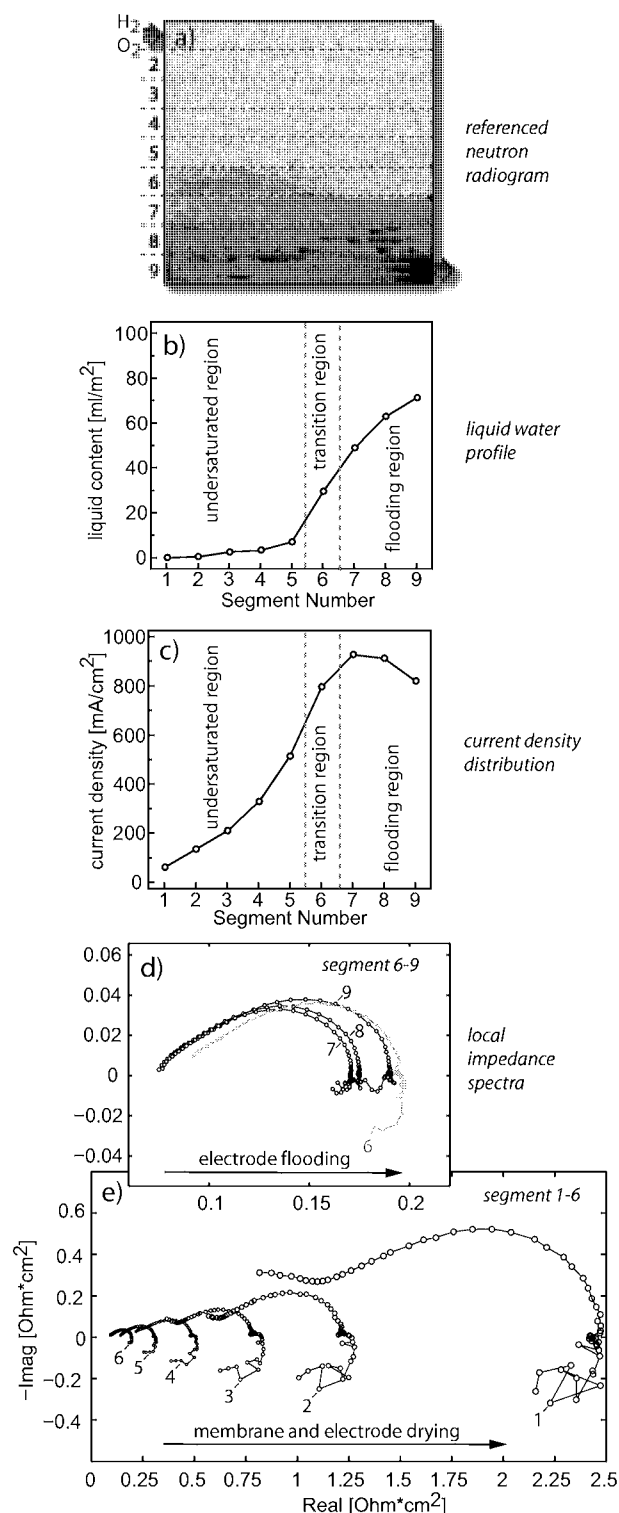 H2
O2
a)
2
3
4
5
6
7
8
9
referenced
neutron
radiogram
b)
liquid content [ml/m²]
100
80
60
40
20
0
undersaturated region
transition region
flooding region
1 2 3 4 5 6 7 8 9
Segment Number
liquid water
profile
c)
current density [mA/cm²]
1000
800
600
400
200
0
undersaturated region
transition region
flooding region
1 2 3 4 5 6 7 8 9
Segment Number
current density
distribution
d)
segment 6-9
0.06
0.04
0.02
0
−0.02
−0.04
9
8
7
6
electrode flooding
0.1 0.15 0.2
local
impedance
spectra
e)
segment 1-6
−Imag [Ohm*cm²]
0.6
0.4
0.2
0
−0.2
−0.4
6
5
4
3
2
1
membrane and electrode drying
0 0.25 0.5 0.75 1 1.25 1.5 1.75 2 2.25 2.5
Real [Ohm*cm²]